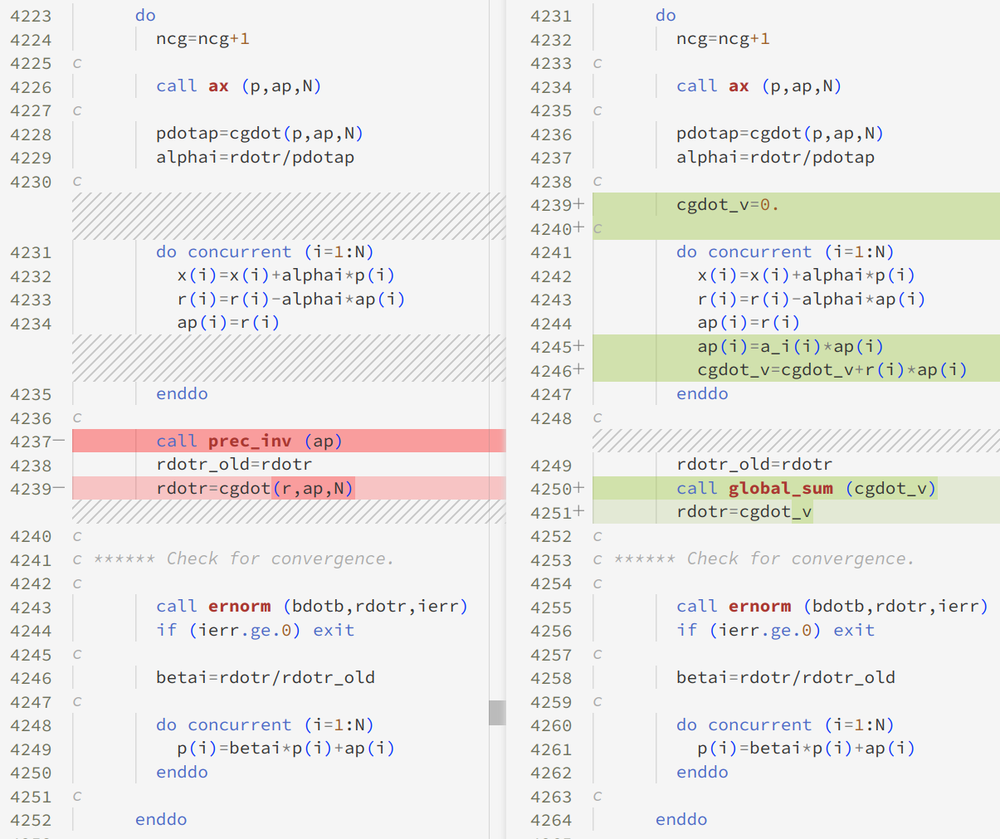 4223 do
4224 ncg=ncg+1
4225 c
4226 call ax (p,ap,N)
4227 c
4228 pdotap=cgdot(p,ap,N)
4229 alphai=rdotr/pdotap
4230 c
4231 do concurrent (i=1:N)
4232 x(i)=x(i)+alphai*p(i)
4233 r(i)=r(i)-alphai*ap(i)
4234 ap(i)=r(i)
4235 enddo
4236 c
4237— call prec_inv (ap)
4238 rdotr_old=rdotr
4239— rdotr=cgdot(r,ap,N)
4240 c
4241 c ****** Check for convergence.
4242 c
4243 call ernorm (bdotb,rdotr,ierr)
4244 if (ierr.ge.0) exit
4245 c
4246 betai=rdotr/rdotr_old
4247 c
4248 do concurrent (i=1:N)
4249 p(i)=betai*p(i)+ap(i)
4250 enddo
4251 c
4252 enddo
4231 do
4232 ncg=ncg+1
4233 c
4234 call ax (p,ap,N)
4235 c
4236 pdotap=cgdot(p,ap,N)
4237 alphai=rdotr/pdotap
4238 c
4239+ cgdot_v=0.
4240+ c
4241 do concurrent (i=1:N)
4242 x(i)=x(i)+alphai*p(i)
4243 r(i)=r(i)-alphai*ap(i)
4244 ap(i)=r(i)
4245+ ap(i)=a_i(i)*ap(i)
4246+ cgdot_v=cgdot_v+r(i)*ap(i)
4247 enddo
4248 c
4249 rdotr_old=rdotr
4250+ call global_sum (cgdot_v)
4251+ rdotr=cgdot_v
4252 c
4253 c ****** Check for convergence.
4254 c
4255 call ernorm (bdotb,rdotr,ierr)
4256 if (ierr.ge.0) exit
4257 c
4258 betai=rdotr/rdotr_old
4259 c
4260 do concurrent (i=1:N)
4261 p(i)=betai*p(i)+ap(i)
4262 enddo
4263 c
4264 enddo